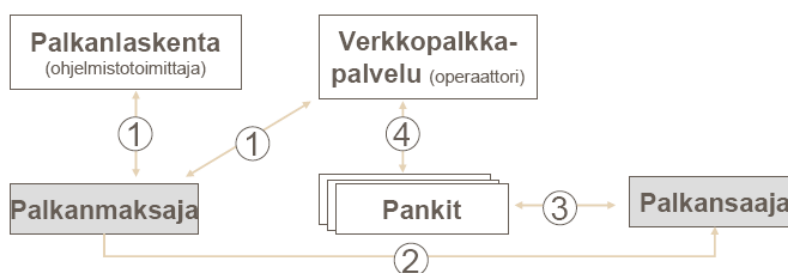 Palkanlaskenta
(ohjelmistotoimittaja)
Verkkopalkka-
palvelu (operaattori)
1
1
4
Palkanmaksaja
Pankit
3
Palkansaaja
2